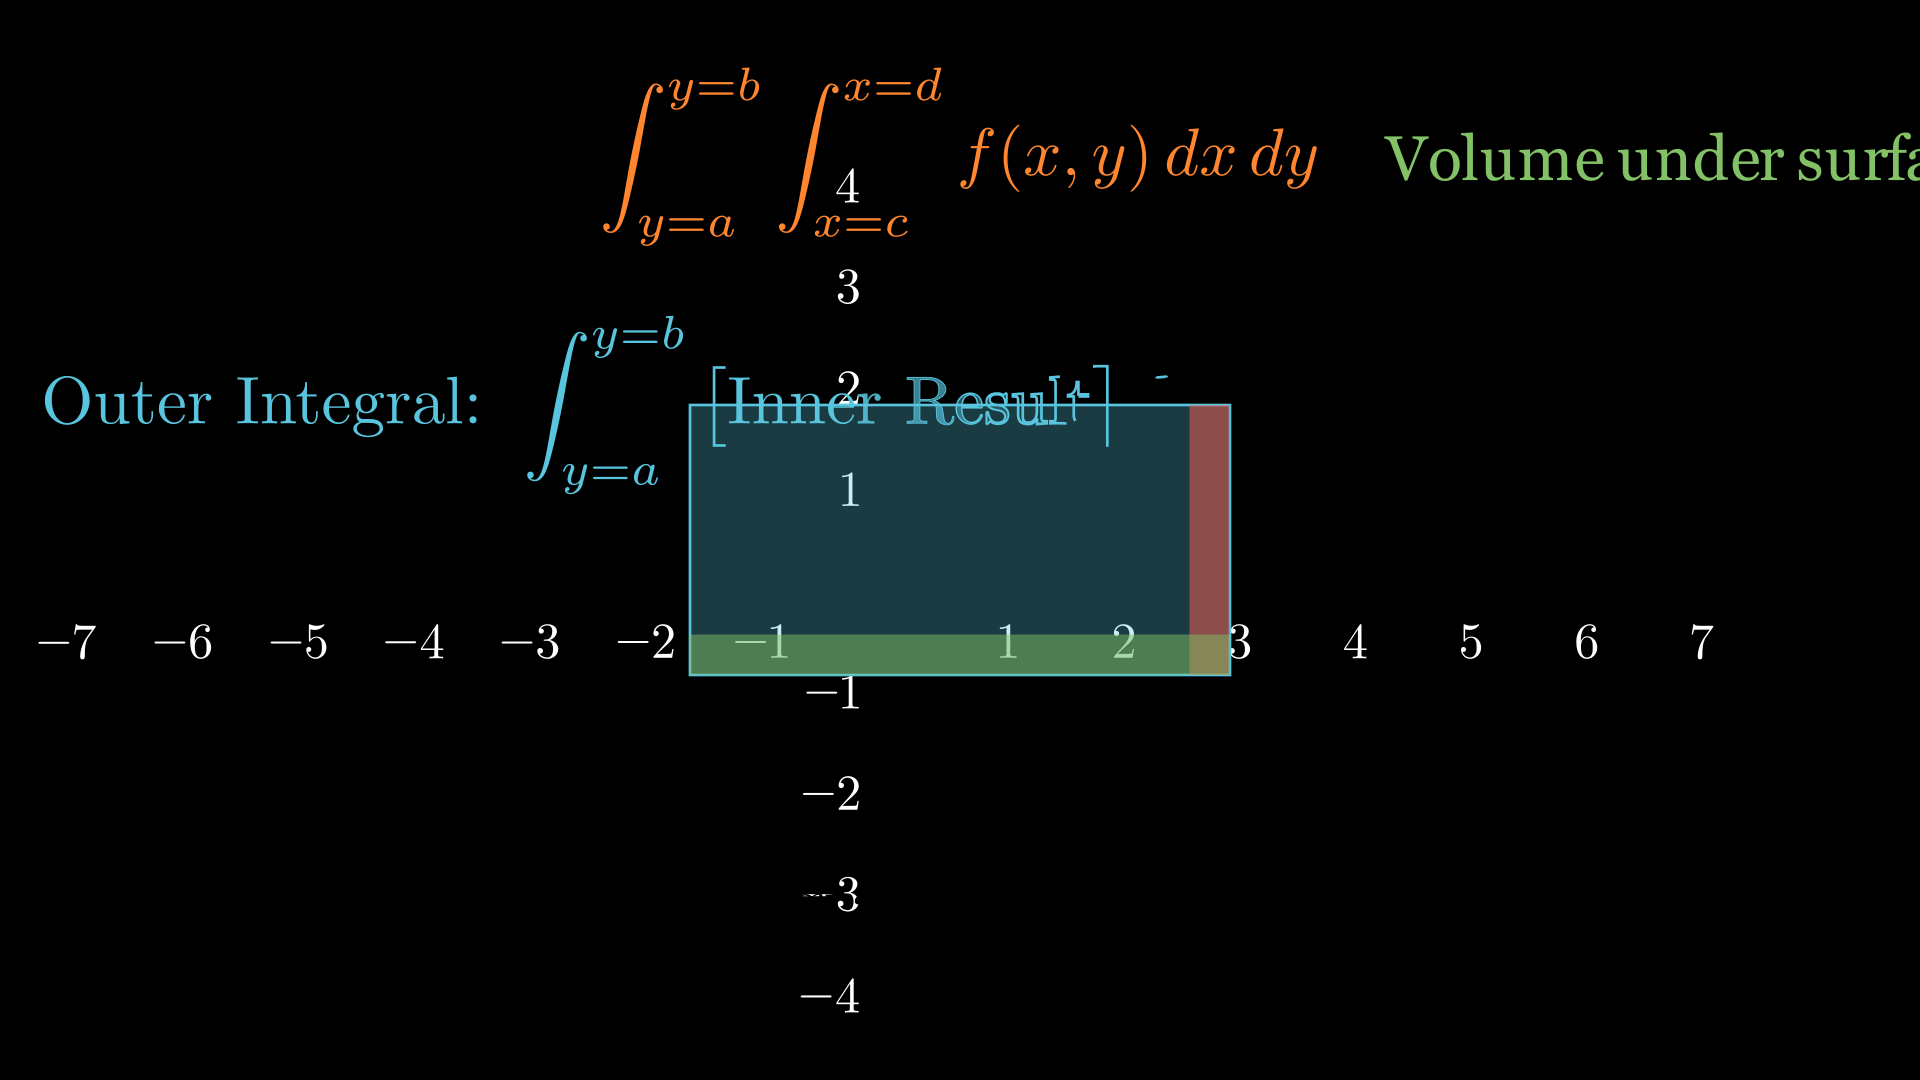 ∫_{y=a}^{y=b} ∫_{x=c}^{x=d} f(x, y) dx dy Volume under surfa
4
3
Outer Integral: ∫_{y=a}^{y=b} [Inner Result]
2
1
−7 −6 −5 −4 −3 −2 −1 1 2 3 4 5 6 7
−1
−2
−3
−4